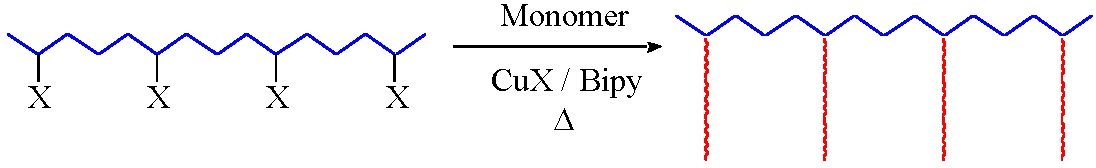 Monomer
CuX / Bipy
Δ
X X X X